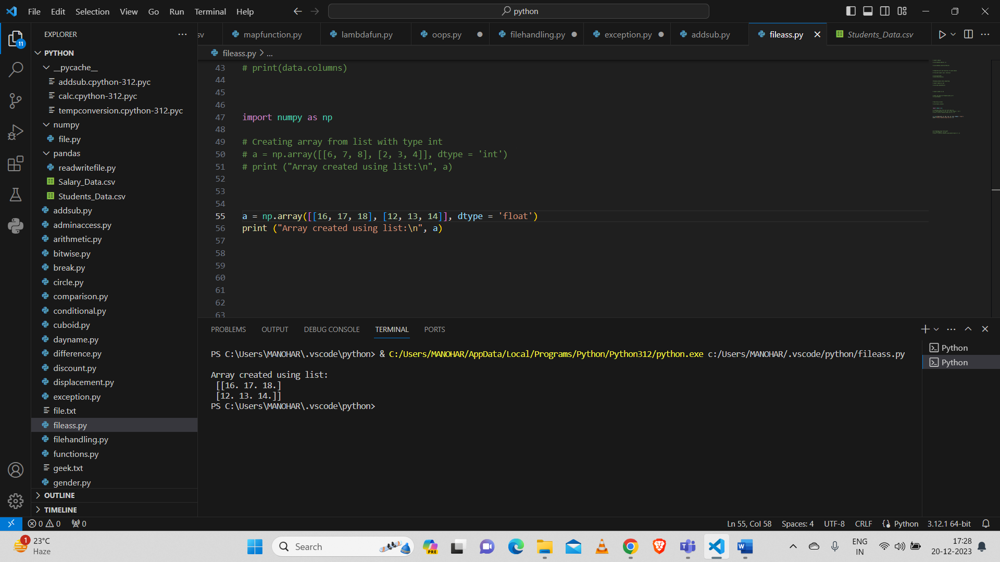 File Edit Selection View Go Run Terminal Help
python
EXPLORER
11
PYTHON
__pycache__
addsub.cpython-312.pyc
calc.cpython-312.pyc
tempconversion.cpython-312.pyc
numpy
file.py
pandas
readwritefile.py
Salary_Data.csv
Students_Data.csv
addsub.py
adminaccess.py
arithmetic.py
bitwise.py
break.py
circle.py
comparison.py
conditional.py
cuboid.py
dayname.py
difference.py
discount.py
displacement.py
exception.py
file.txt
fileass.py
filehandling.py
functions.py
geek.txt
gender.py
OUTLINE
TIMELINE
sv mapfunction.py lambdafun.py oops.py filehandling.py exception.py addsub.py fileass.py Students_Data.csv
fileass.py > ...
43 # print(data.columns)
44
45
46
47 import numpy as np
48
49 # Creating array from list with type int
50 # a = np.array([[6, 7, 8], [2, 3, 4]], dtype = 'int')
51 # print ("Array created using list:\n", a)
52
53
54
55 a = np.array([[16, 17, 18], [12, 13, 14]], dtype = 'float')
56 print ("Array created using list:\n", a)
57
58
59
60
61
62
63
PROBLEMS OUTPUT DEBUG CONSOLE TERMINAL PORTS
PS C:\Users\MANOHAR\.vscode\python> & C:/Users/MANOHAR/AppData/Local/Programs/Python/Python312/python.exe c:/Users/MANOHAR/.vscode/python/fileass.py
Array created using list:
[[16. 17. 18.]
[12. 13. 14.]]
PS C:\Users\MANOHAR\.vscode\python>
Python
Python
0 0 0
Ln 55, Col 58 Spaces: 4 UTF-8 CRLF Python 3.12.1 64-bit
1
23°C
Haze
Search
PRE
ENG
IN
17:28
20-12-2023